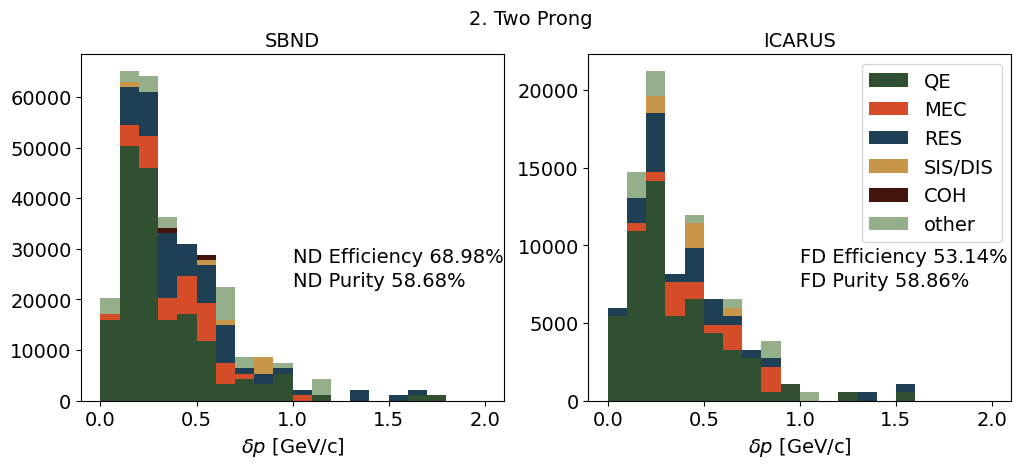 2. Two Prong
SBND
60000
50000
40000
30000
20000
10000
0
0.0 0.5 1.0 1.5 2.0
δp [GeV/c]
ND Efficiency 68.98%
ND Purity 58.68%
ICARUS
20000
15000
10000
5000
0
0.0 0.5 1.0 1.5 2.0
δp [GeV/c]
QE
MEC
RES
SIS/DIS
COH
other
FD Efficiency 53.14%
FD Purity 58.86%